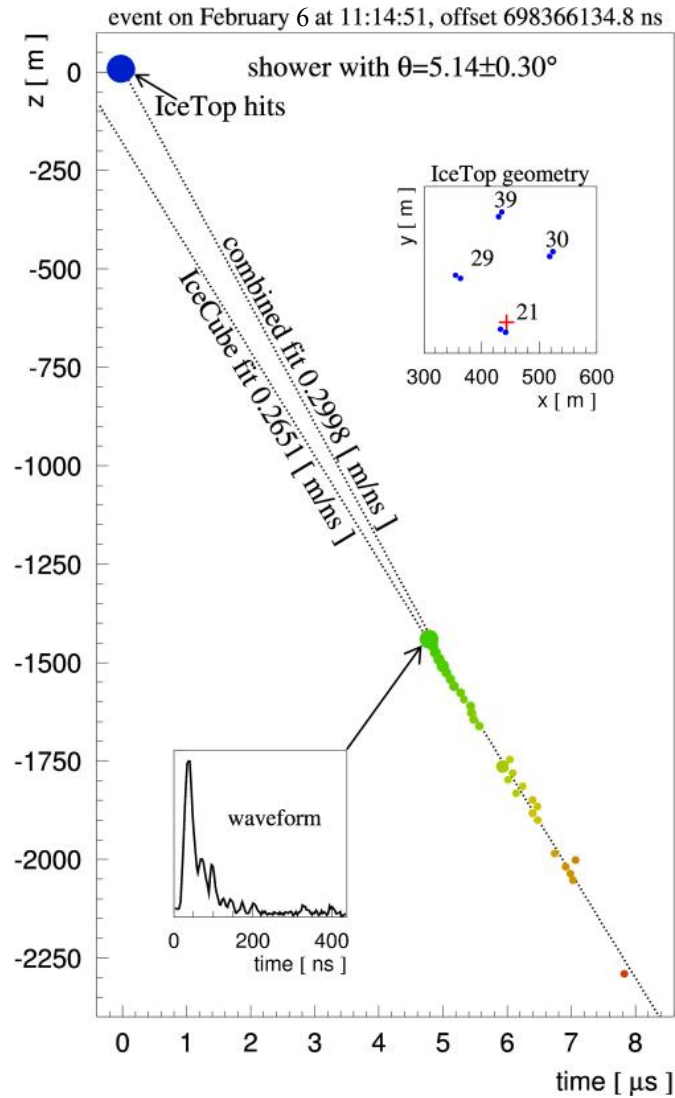 event on February 6 at 11:14:51, offset 698366134.8 ns
z [ m ]
shower with θ=5.14±0.30°
IceTop hits
0
-250
-500
-750
-1000
-1250
-1500
-1750
-2000
-2250
IceTop geometry
y [ m ]
39
30
29
21
300 400 500 600
x [ m ]
combined fit 0.2998 [ m/ns ]
IceCube fit 0.2651 [ m/ns ]
waveform
0 200 400
time [ ns ]
0 1 2 3 4 5 6 7 8
time [ µs ]